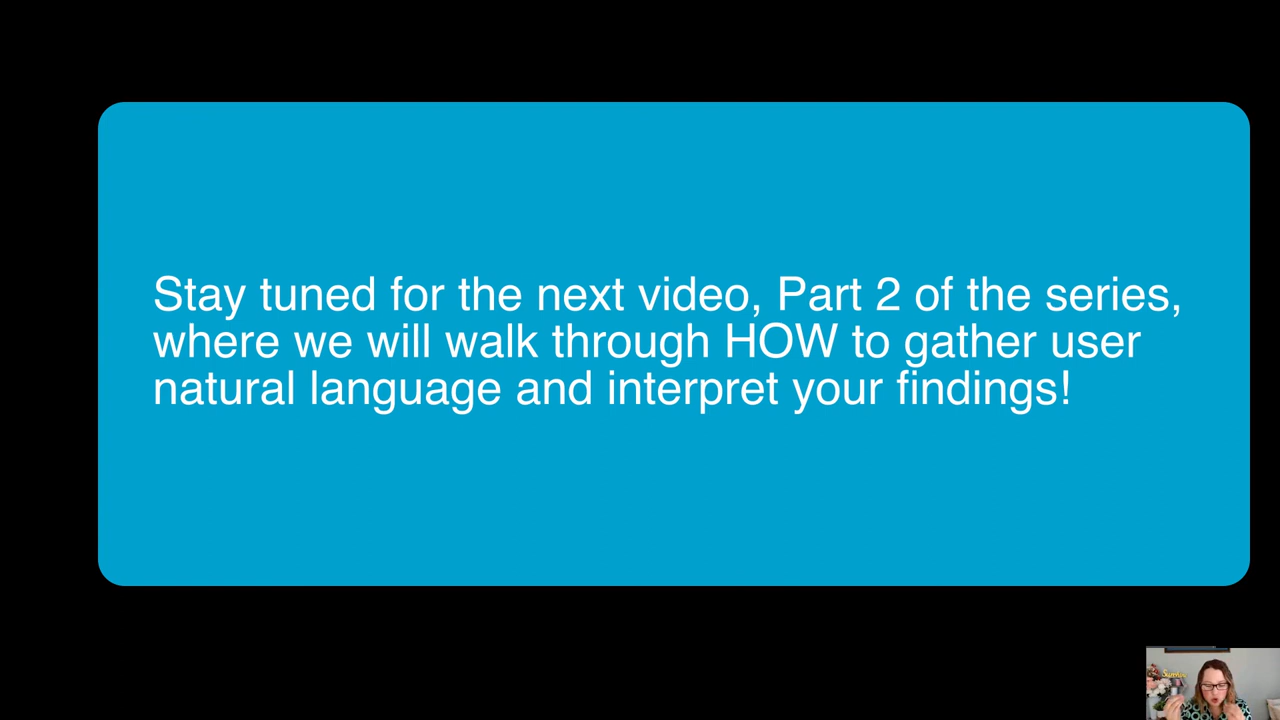 Stay tuned for the next video, Part 2 of the series,
where we will walk through HOW to gather user
natural language and interpret your findings!